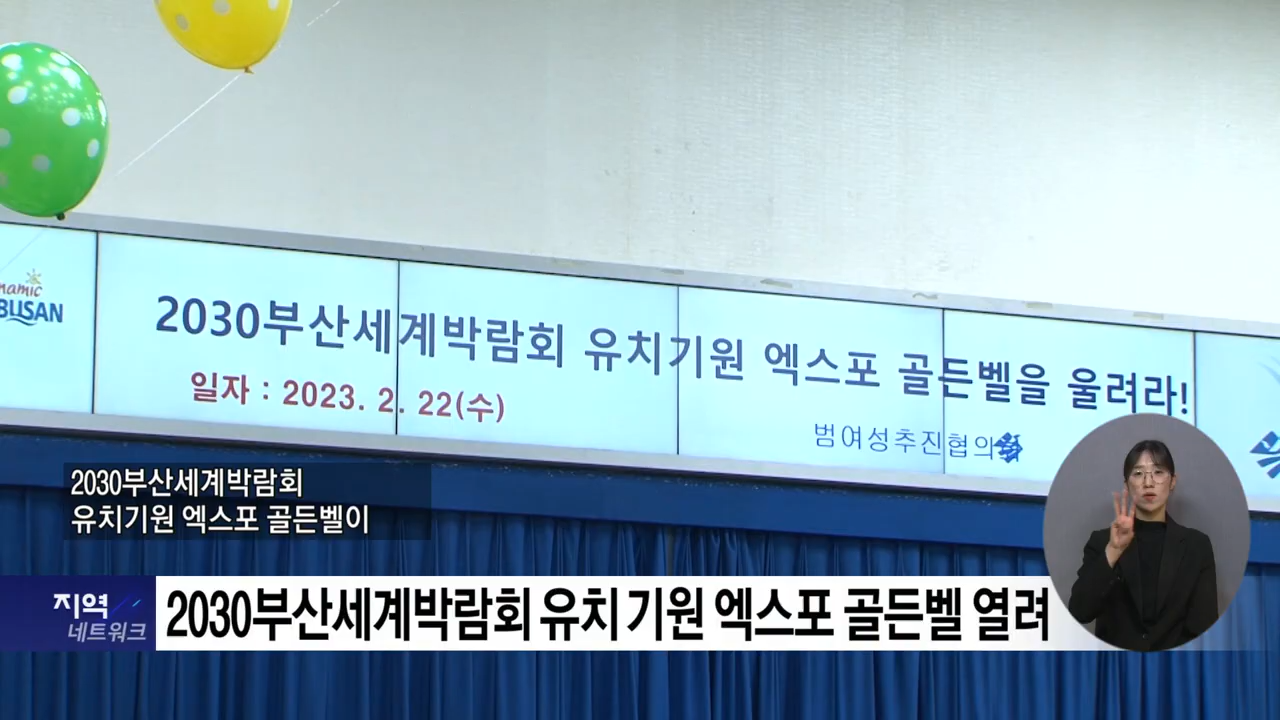 namic
BUSAN
2030부산세계박람회 유치기원 엑스포 골든벨을 울려라!
일자 : 2023. 2. 22(수)
범여성추진협의회
2030부산세계박람회
유치기원 엑스포 골든벨이
지역
네트워크
2030부산세계박람회 유치 기원 엑스포 골든벨 열려